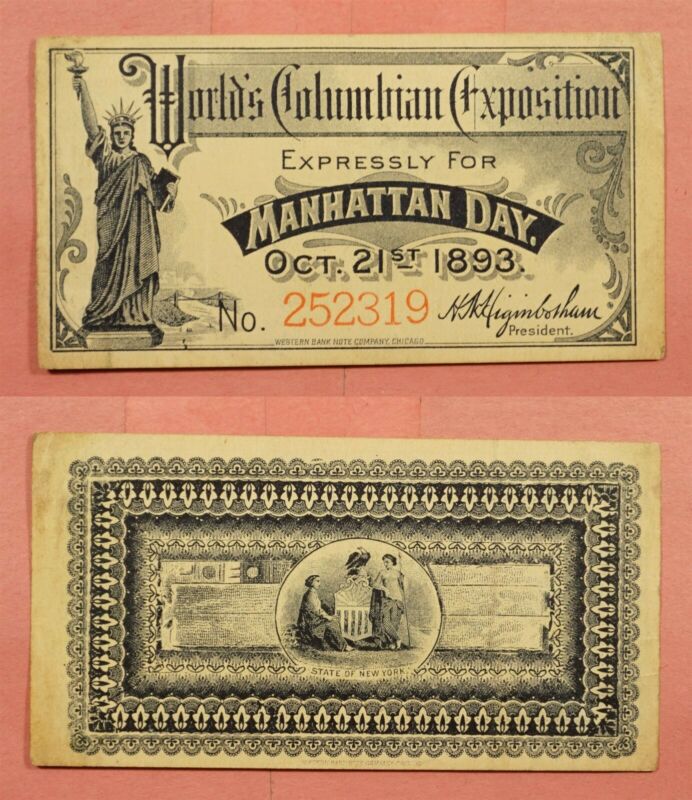 World's Columbian Exposition
EXPRESSLY FOR
MANHATTAN DAY.
OCT. 21ST 1893.
No. 252319
H.N. Higinbotham
President.
WESTERN BANK NOTE COMPANY, CHICAGO
STATE OF NEW YORK